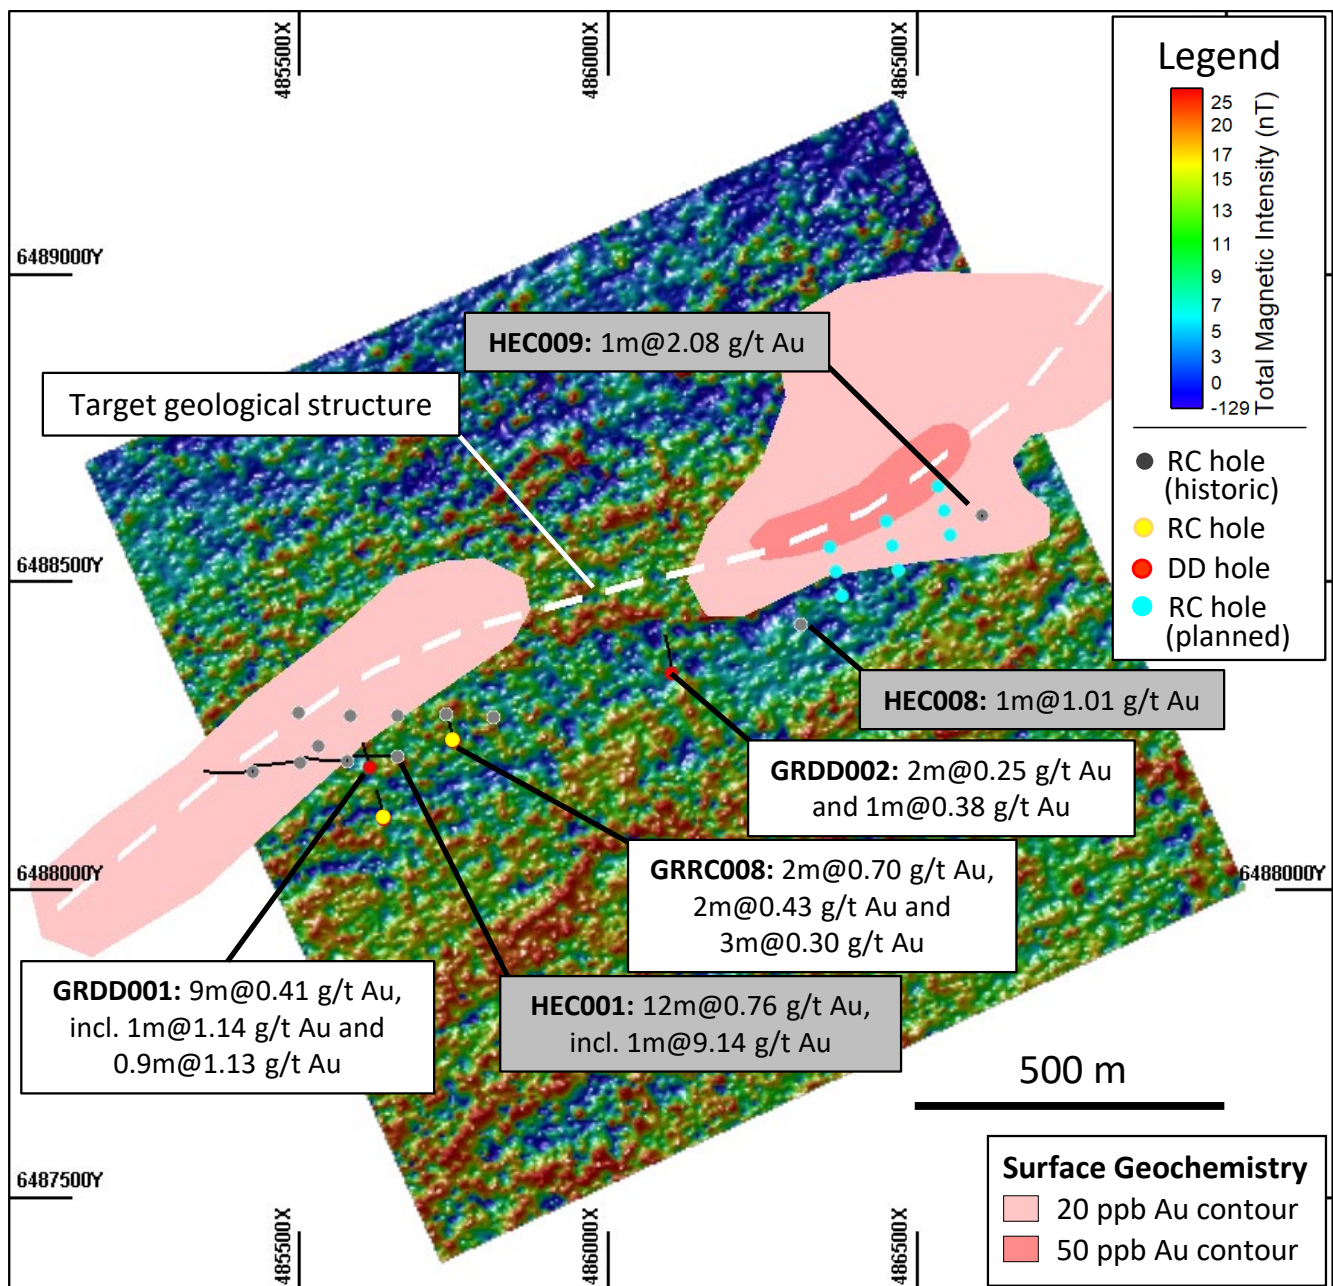 485500X
486000X
486500X
Legend
25
20
17
15
13
11
9
7
5
3
0
-129
Total Magnetic Intensity (nT)
RC hole
(historic)
RC hole
DD hole
RC hole
(planned)
6489000Y
HEC009: 1m@2.08 g/t Au
Target geological structure
6488500Y
HEC008: 1m@1.01 g/t Au
GRDD002: 2m@0.25 g/t Au
and 1m@0.38 g/t Au
6488000Y
6488000Y
GRRC008: 2m@0.70 g/t Au,
2m@0.43 g/t Au and
3m@0.30 g/t Au
GRDD001: 9m@0.41 g/t Au,
incl. 1m@1.14 g/t Au and
0.9m@1.13 g/t Au
HEC001: 12m@0.76 g/t Au,
incl. 1m@9.14 g/t Au
500 m
6487500Y
Surface Geochemistry
20 ppb Au contour
50 ppb Au contour
485500X
486000X
486500X